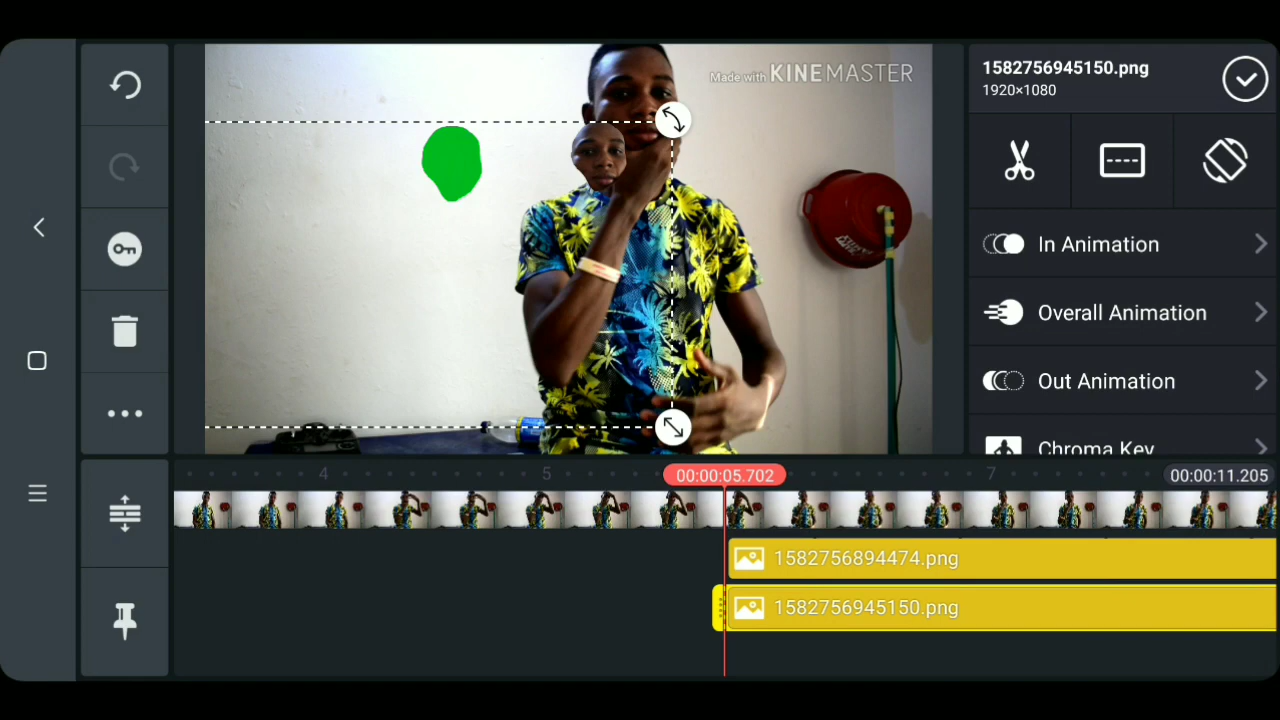 Made with KINEMASTER
1582756945150.png
1920×1080
In Animation
Overall Animation
Out Animation
Chroma Key
4
5
00:00:05.702
7
00:00:11.205
1582756894474.png
1582756945150.png